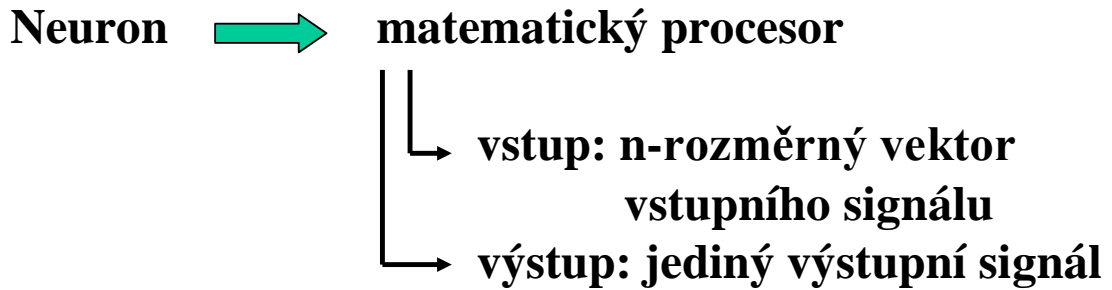 Neuron matematický procesor
vstup: n-rozměrný vektor
vstupního signálu
výstup: jediný výstupní signál